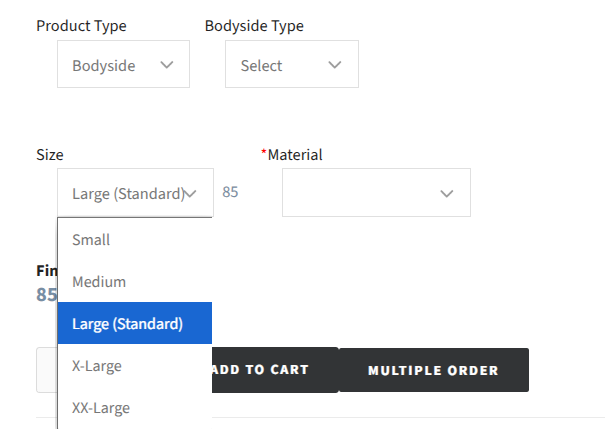 Product Type
Bodyside Type
Bodyside
Select
Size
*Material
Large (Standard)
85
Small
Medium
Large (Standard)
X-Large
XX-Large
Fin
85
ADD TO CART
MULTIPLE ORDER